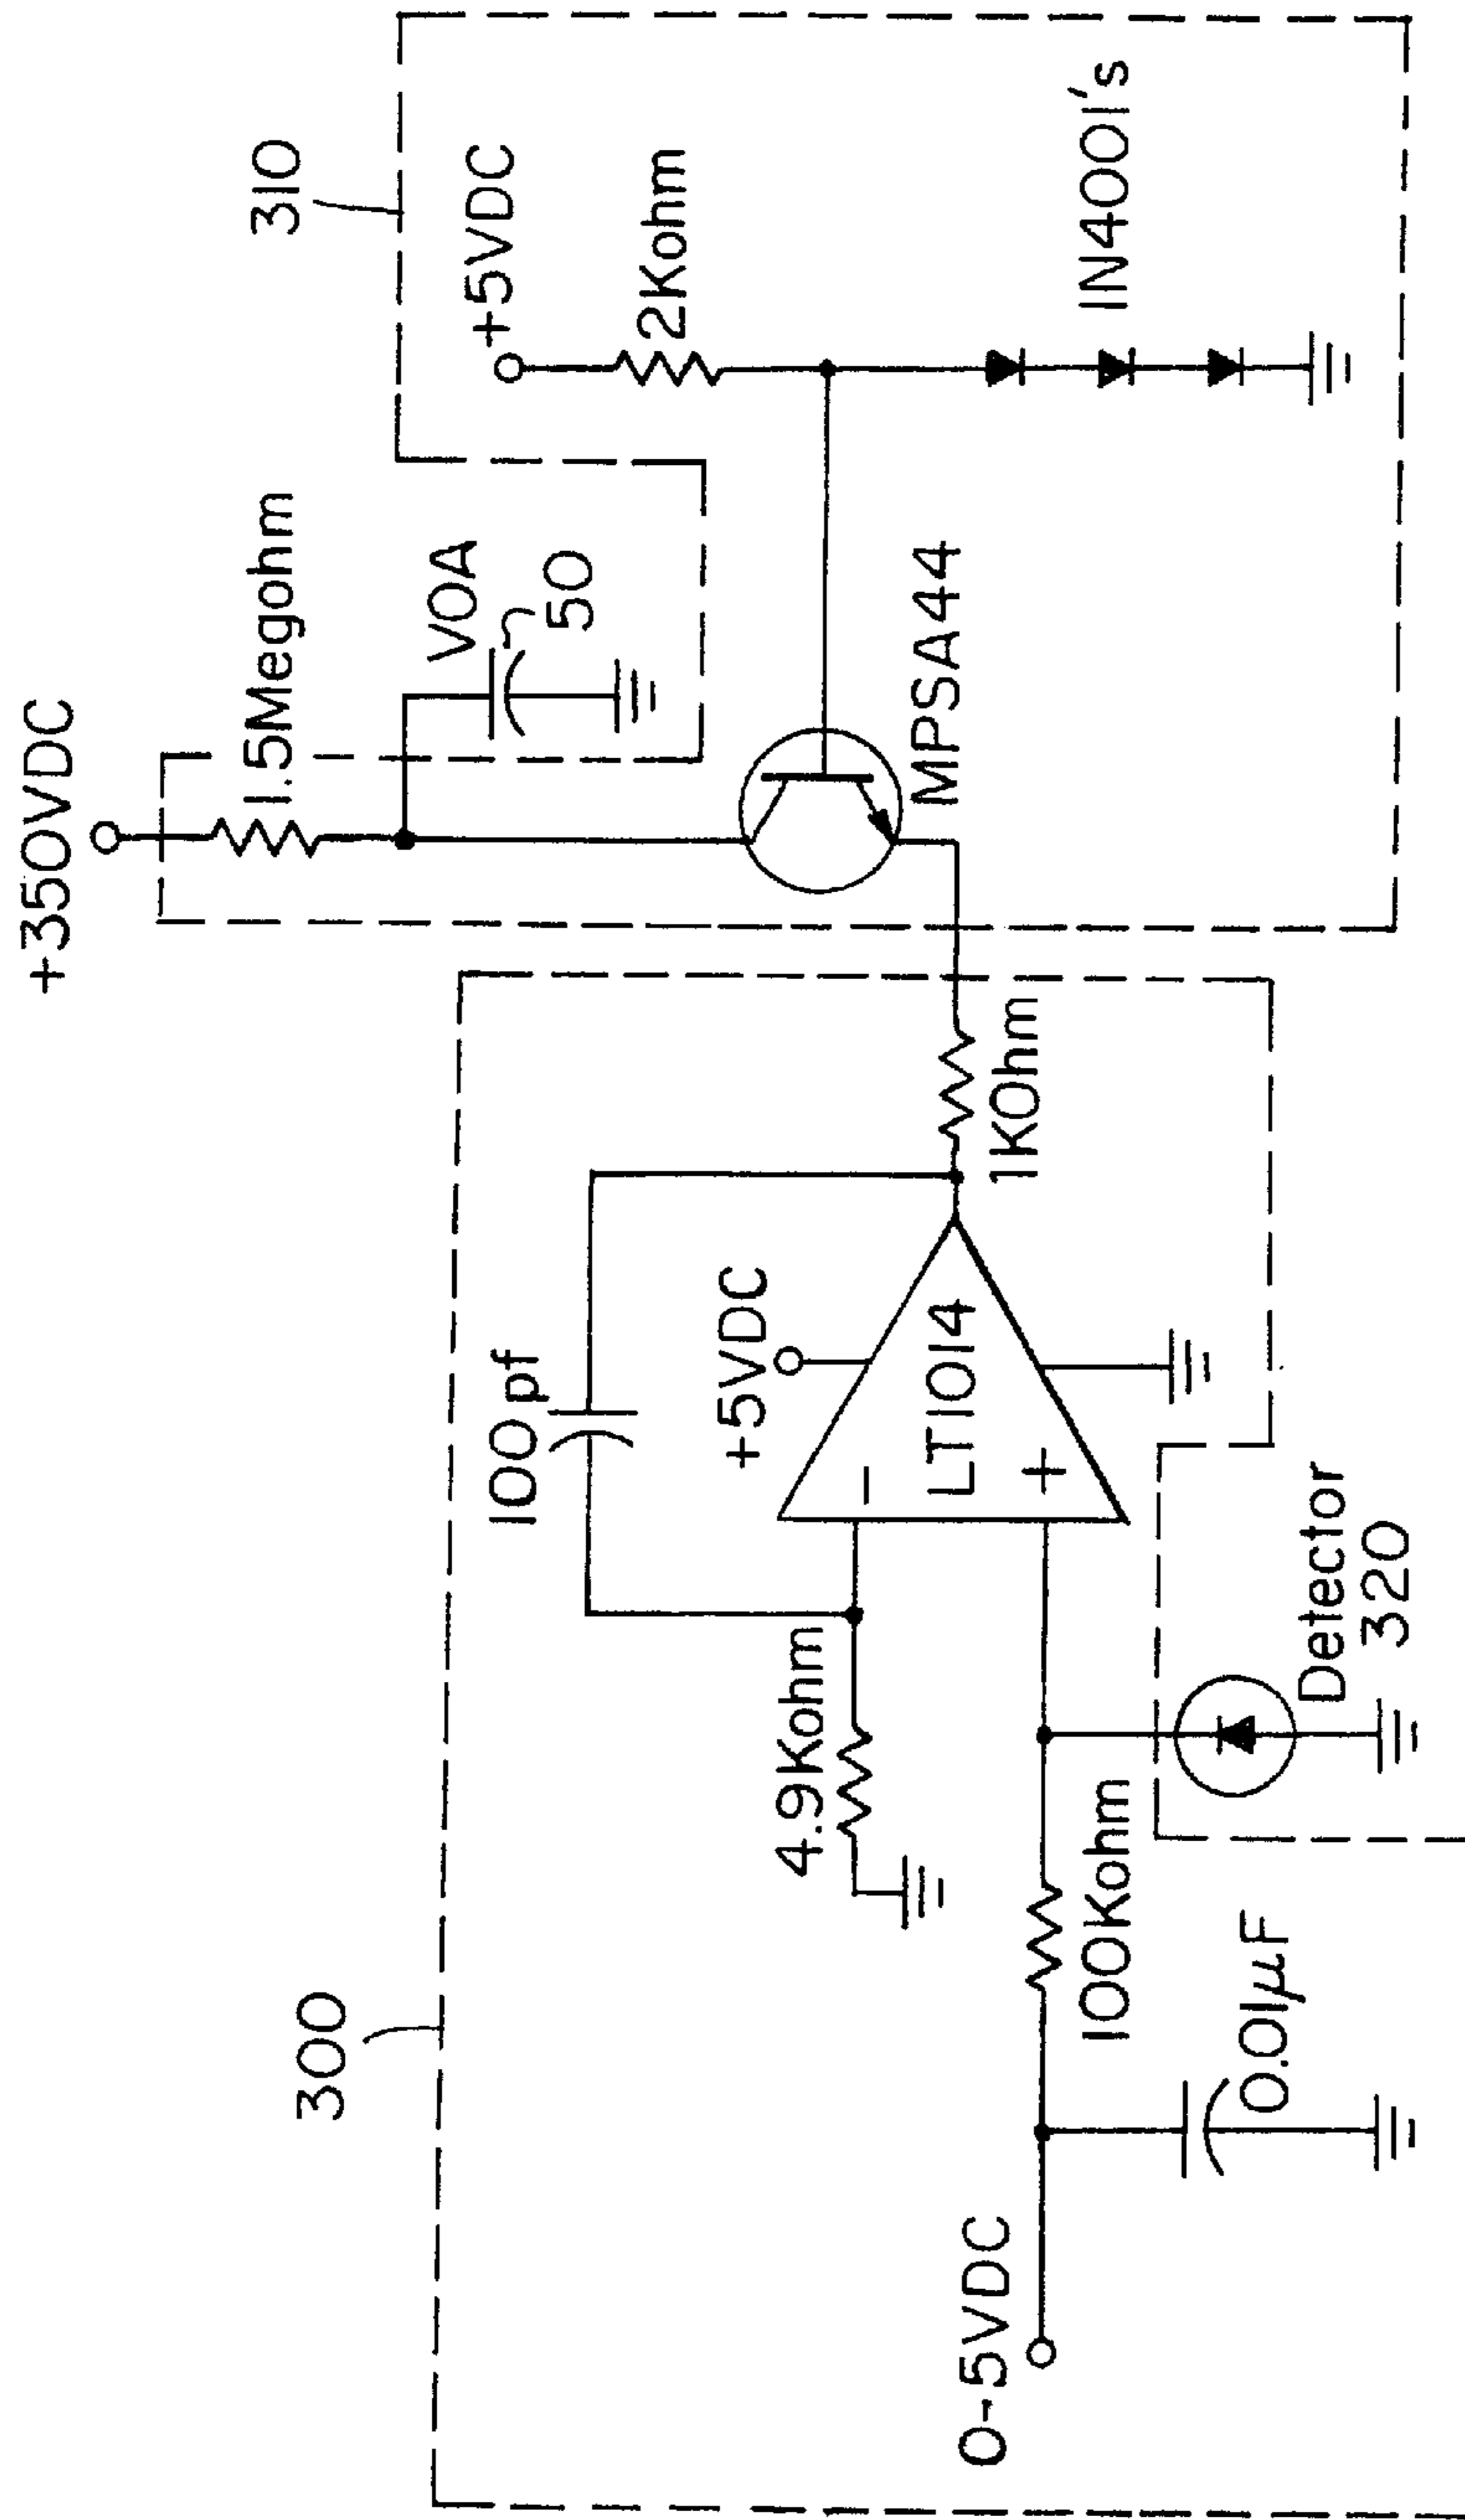 +350VDC
310
1.5Megohm
VOA
50
+5VDC
2Kohm
IN4001's
MPSA44
300
100pf
+5VDC
LT1014
-
+
1KOhm
4.9Kohm
0-5VDC
100Kohm
0.01µF
Detector
320